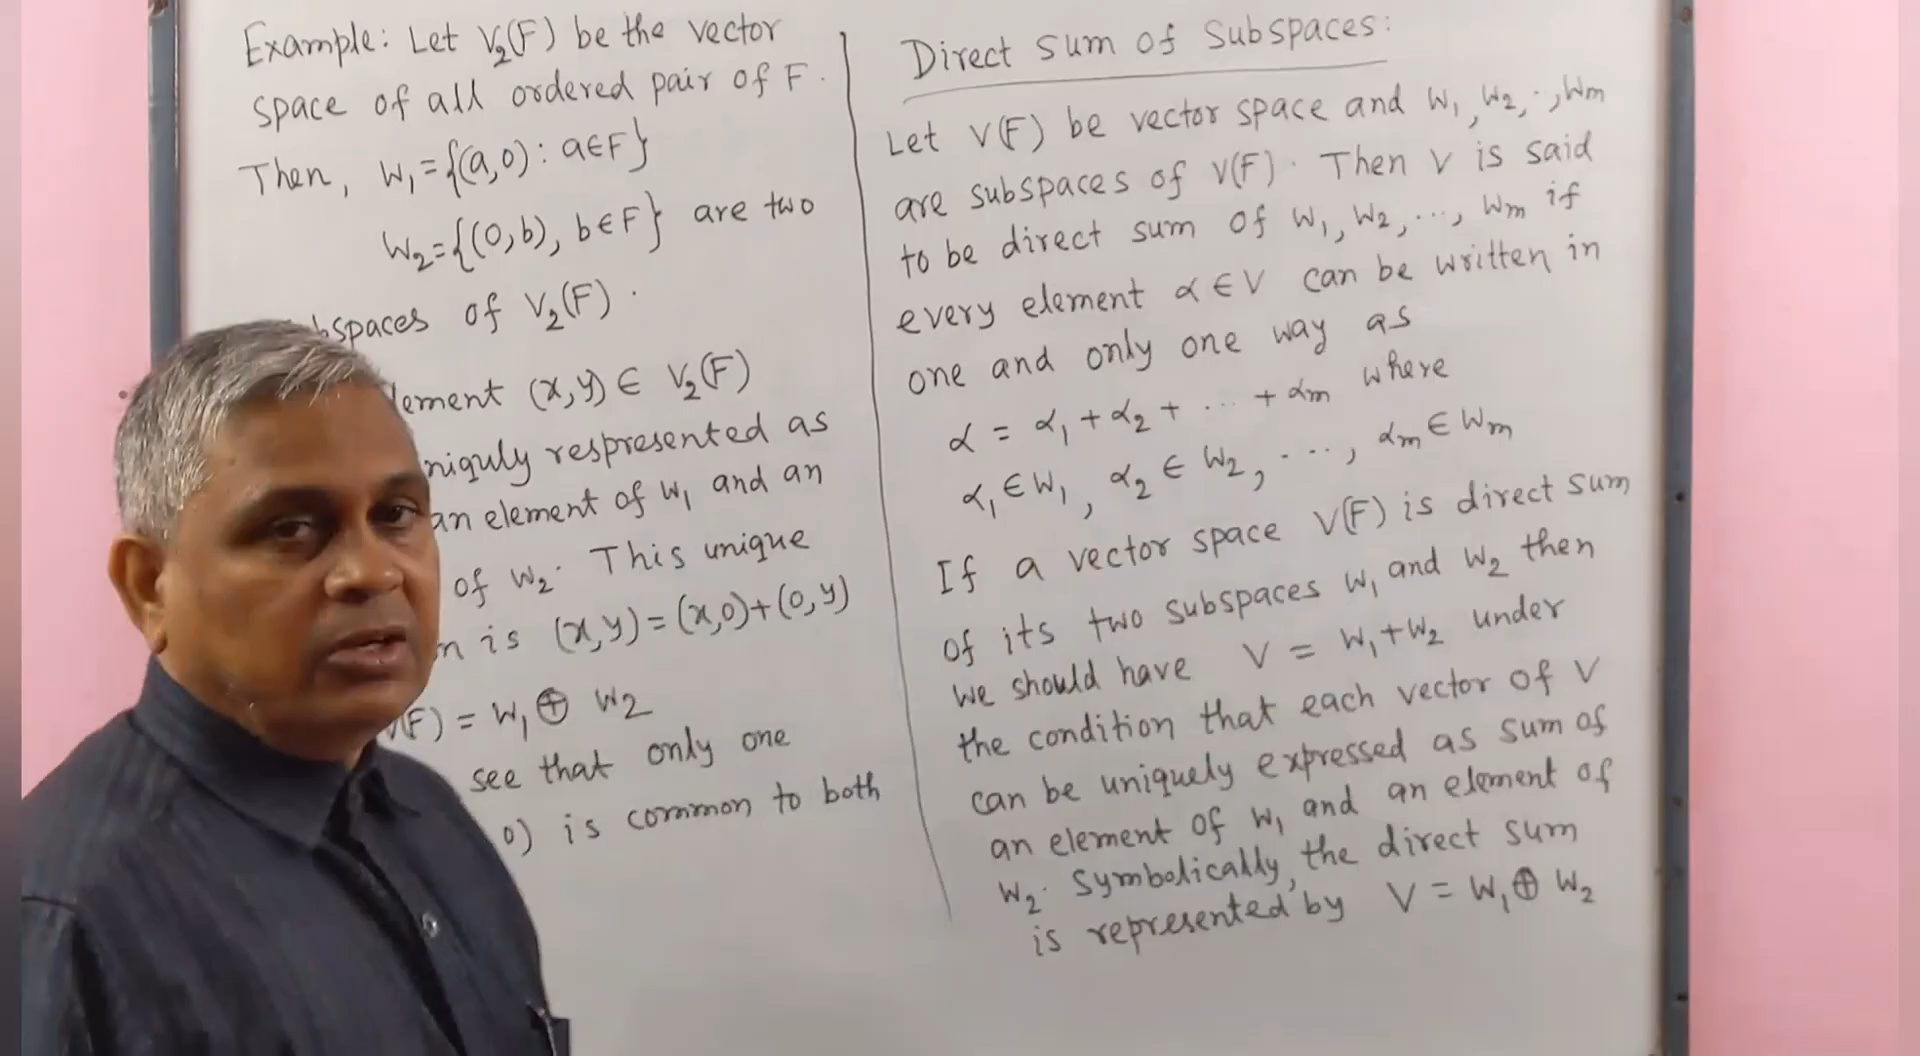 Example: Let V₂(F) be the vector
space of all ordered pair of F.
Then, W₁={(a,0): a∈F}
W₂={(0,b), b∈F} are two
bspaces of V₂(F).
lement (x,y) ∈ V₂(F)
niquly respresented as
an element of W₁ and an
of W₂. This unique
n is (x,y)=(x,0)+(0,y)
(F) = W₁ ⊕ W₂
see that only one
0) is common to both
Direct sum of Subspaces:
Let V(F) be vector space and W₁, W₂, .., Wm
are subspaces of V(F). Then V is said
to be direct sum of W₁, W₂, ..., Wm if
every element α∈V can be written in
one and only one way as
α = α₁ + α₂ + ... + αm where
α₁∈W₁, α₂ ∈ W₂, ..., αm∈Wm
If a vector space V(F) is direct sum
of its two subspaces W₁ and W₂ then
we should have V = W₁+W₂ under
the condition that each vector of V
can be uniquely expressed as sum of
an element of W₁ and an element of
W₂. Symbolically, the direct sum
is represented by V = W₁ ⊕ W₂